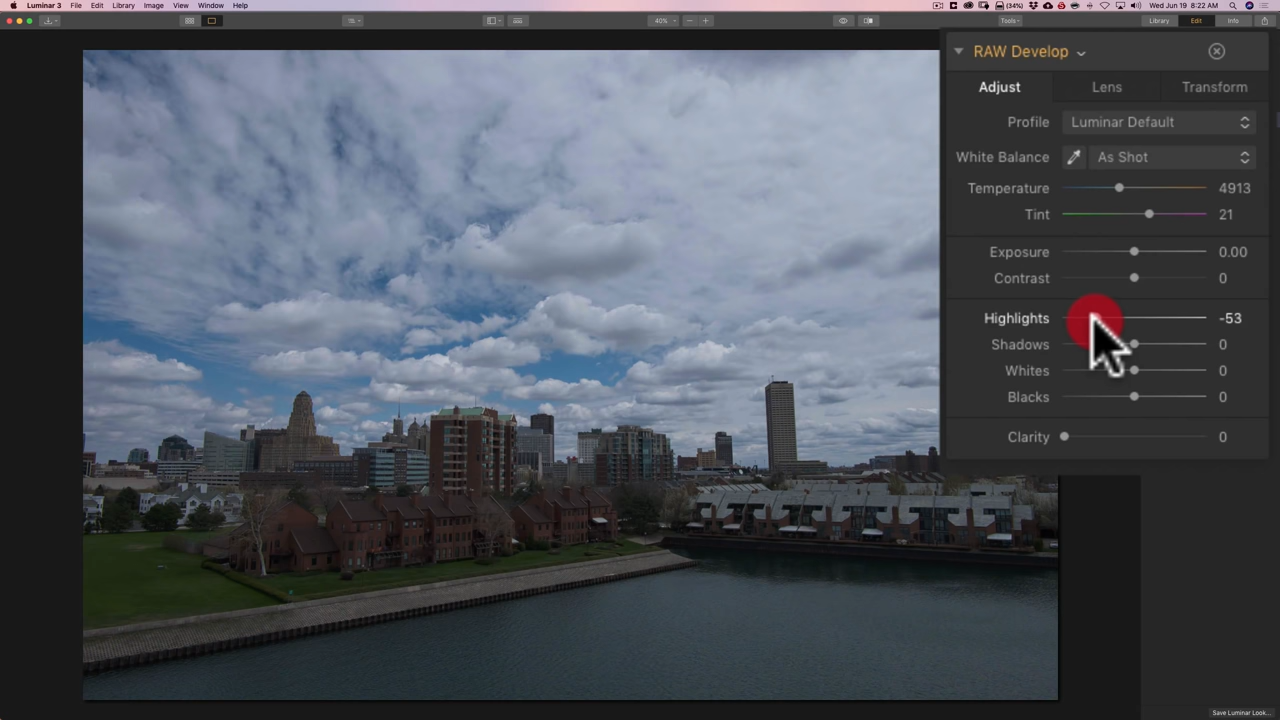 Luminar 3 File Edit Library Image View Window Help (34%) Wed Jun 19 8:22 AM
40% Tools Library Edit Info
RAW Develop
Adjust Lens Transform
Profile Luminar Default
White Balance As Shot
Temperature 4913
Tint 21
Exposure 0.00
Contrast 0
Highlights -53
Shadows 0
Whites 0
Blacks 0
Clarity 0
Save Luminar Look...